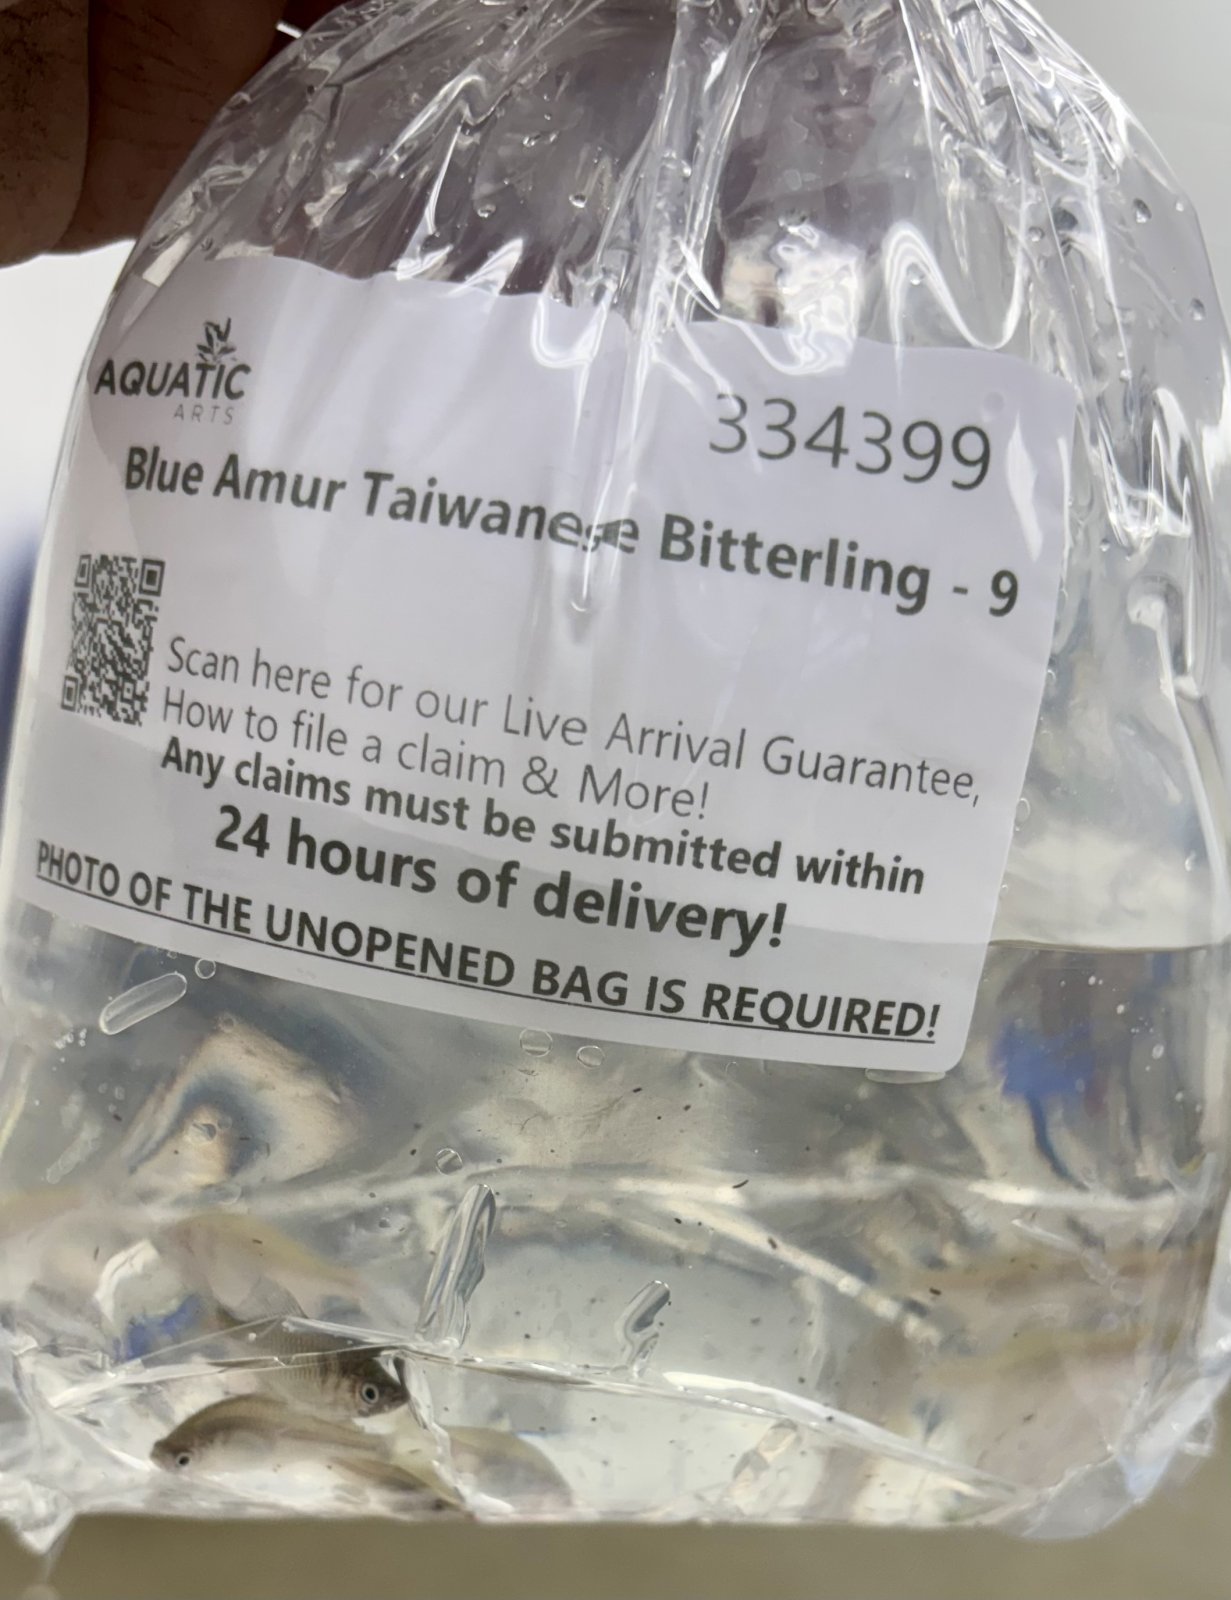 AQUATIC
ARTS
334399
Blue Amur Taiwanese Bitterling - 9
Scan here for our Live Arrival Guarantee,
How to file a claim & More!
Any claims must be submitted within
24 hours of delivery!
PHOTO OF THE UNOPENED BAG IS REQUIRED!